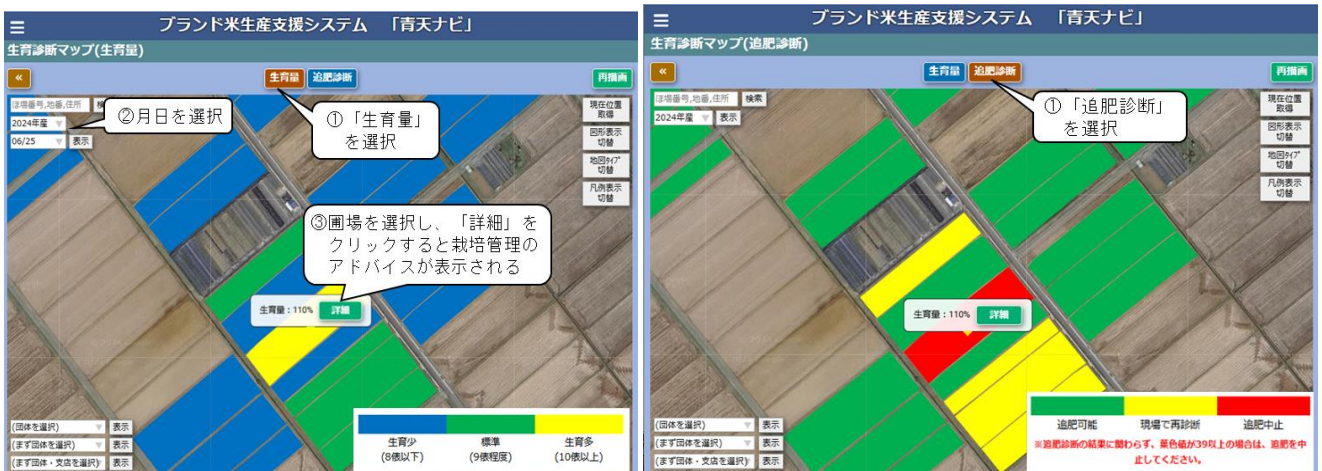 ブランド米生産支援システム 「青天ナビ」
生育診断マップ(生育量)
«
生育量
追肥診断
再描画
ほ場番号,地番,住所
2024年産
06/25
表示
②月日を選択
①「生育量」
を選択
現在位置
取得
図形表示
切替
地図タイプ
切替
凡例表示
切替
③圃場を選択し、「詳細」を
クリックすると栽培管理の
アドバイスが表示される
生育量:110%
詳細
(団体を選択)
表示
(まず団体を選択)
表示
(まず団体・支店を選択)
表示
生育少
(8俵以下)
標準
(9俵程度)
生育多
(10俵以上)
ブランド米生産支援システム 「青天ナビ」
生育診断マップ(追肥診断)
«
生育量
追肥診断
再描画
ほ場番号,地番,住所
検索
2024年産
表示
①「追肥診断」
を選択
現在位置
取得
図形表示
切替
地図タイプ
切替
凡例表示
切替
生育量:110%
詳細
(団体を選択)
表示
(まず団体を選択)
表示
(まず団体・支店を選択)
表示
追肥可能
現場で再診断
追肥中止
※追肥診断の結果に関わらず、葉色値が39以上の場合は、追肥を中
止してください。